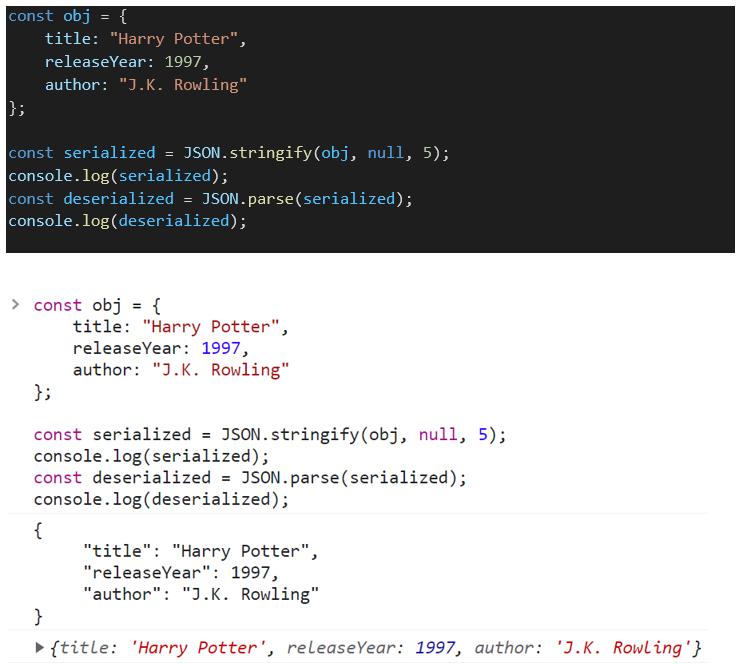 const obj = {
    title: "Harry Potter",
    releaseYear: 1997,
    author: "J.K. Rowling"
};

const serialized = JSON.stringify(obj, null, 5);
console.log(serialized);
const deserialized = JSON.parse(serialized);
console.log(deserialized);

> const obj = {
    title: "Harry Potter",
    releaseYear: 1997,
    author: "J.K. Rowling"
};

const serialized = JSON.stringify(obj, null, 5);
console.log(serialized);
const deserialized = JSON.parse(serialized);
console.log(deserialized);
{
     "title": "Harry Potter",
     "releaseYear": 1997,
     "author": "J.K. Rowling"
}
▶{title: 'Harry Potter', releaseYear: 1997, author: 'J.K. Rowling'}